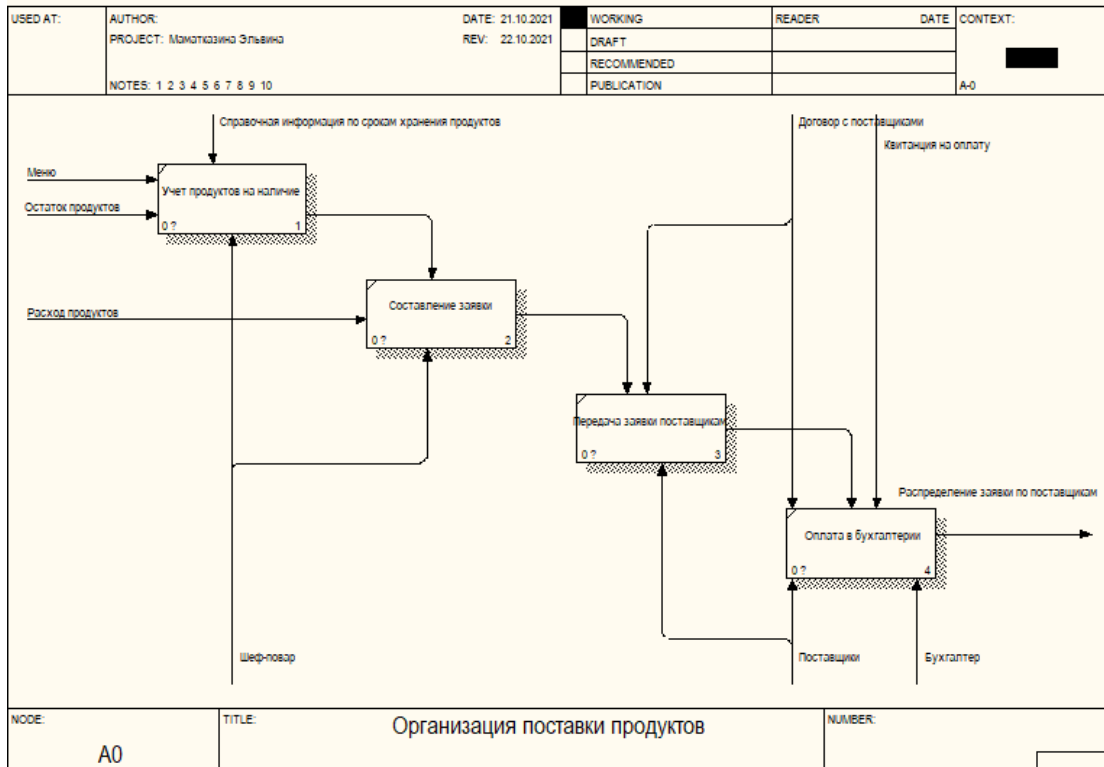 USED AT:
AUTHOR:
DATE: 21.10.2021
PROJECT: Маматказина Эльвина
REV: 22.10.2021
NOTES: 1 2 3 4 5 6 7 8 9 10
WORKING
DRAFT
RECOMMENDED
PUBLICATION
READER
DATE
CONTEXT:
A-0
Справочная информация по срокам хранения продуктов
Договор с поставщиками
Квитанция на оплату
Меню
Остаток продуктов
Учет продуктов на наличие
0 ?
1
Расход продуктов
Составление заявки
0 ?
2
Передача заявки поставщикам
0 ?
3
Распределение заявки по поставщикам
Оплата в бухгалтерии
0 ?
4
Шеф-повар
Поставщики
Бухгалтер
NODE:
A0
TITLE:
Организация поставки продуктов
NUMBER: